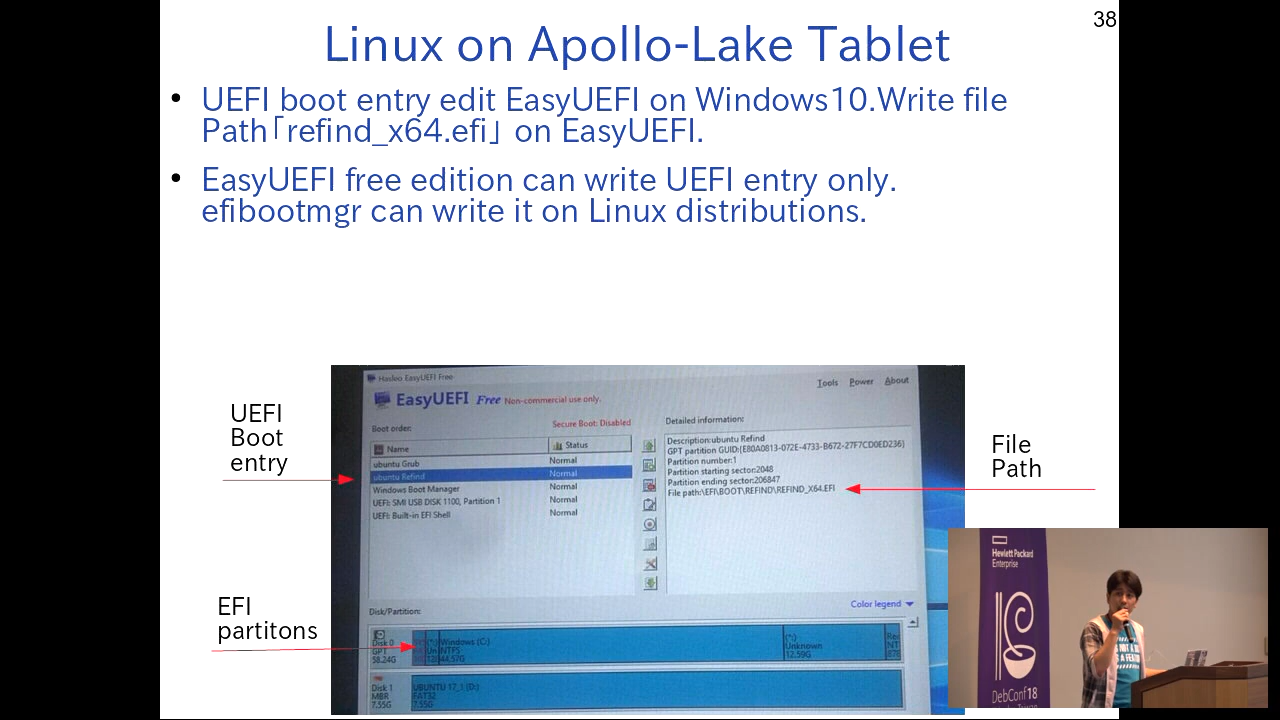 38
Linux on Apollo-Lake Tablet
• UEFI boot entry edit EasyUEFI on Windows10.Write file
Path「refind_x64.efi」 on EasyUEFI.
• EasyUEFI free edition can write UEFI entry only.
efibootmgr can write it on Linux distributions.
UEFI
Boot
entry
File
Path
EFI
partitons
Hasleo EasyUEFI Free
Tools Power About
EasyUEFI Free Non-commercial use only.
Boot order:
Secure Boot: Disabled
Name Status
ubuntu Grub Normal
ubuntu Refind Normal
Windows Boot Manager Normal
UEFI: SMI USB DISK 1100, Partition 1 Normal
UEFI: Built-in EFI Shell Normal
Detailed information:
Description:ubuntu Refind
GPT partition GUID:{E80A0813-072E-4733-B672-27F7CD0ED236}
Partition number:1
Partition starting sector:2048
Partition ending sector:206847
File path:\EFI\BOOT\REFIND\REFIND_X64.EFI
Color legend
Disk/Partition:
Disk 0
GPT
58.24G
(*:) Windows (C:)
Un NTFS
44.57G
(*:)
Unknown
12.59G
Disk 1
MBR
7.55G
UBUNTU 17_1 (D:)
FAT32
7.55G
Hewlett Packard
Enterprise
DebConf18